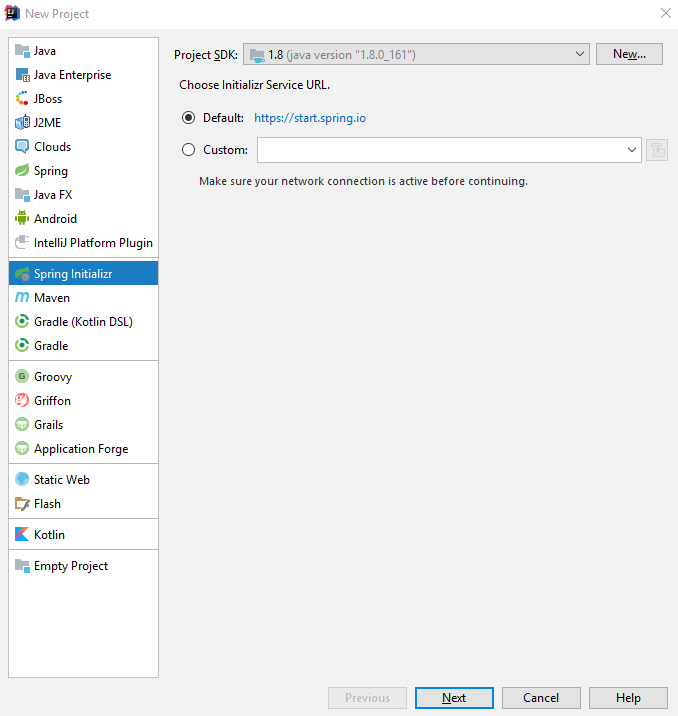 New Project
Java
Java Enterprise
JBoss
J2ME
Clouds
Spring
Java FX
Android
IntelliJ Platform Plugin
Spring Initializr
Maven
Gradle (Kotlin DSL)
Gradle
Groovy
Griffon
Grails
Application Forge
Static Web
Flash
Kotlin
Empty Project
Project SDK: 1.8 (java version "1.8.0_161") New...
Choose Initializr Service URL.
Default: https://start.spring.io
Custom:
Make sure your network connection is active before continuing.
Previous Next Cancel Help